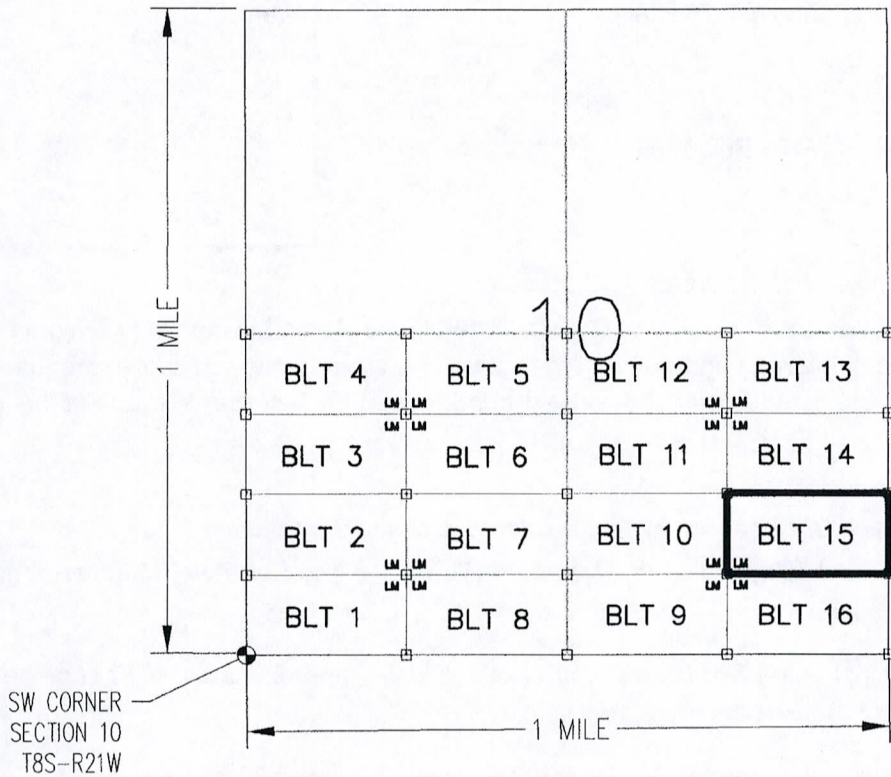 1 MILE
10
BLT 4 BLT 5 BLT 12 BLT 13
LM LM LM LM
LM LM LM LM
BLT 3 BLT 6 BLT 11 BLT 14
BLT 2 BLT 7 BLT 10 BLT 15
LM LM LM LM
LM LM LM LM
BLT 1 BLT 8 BLT 9 BLT 16
SW CORNER
SECTION 10
T8S-R21W
1 MILE